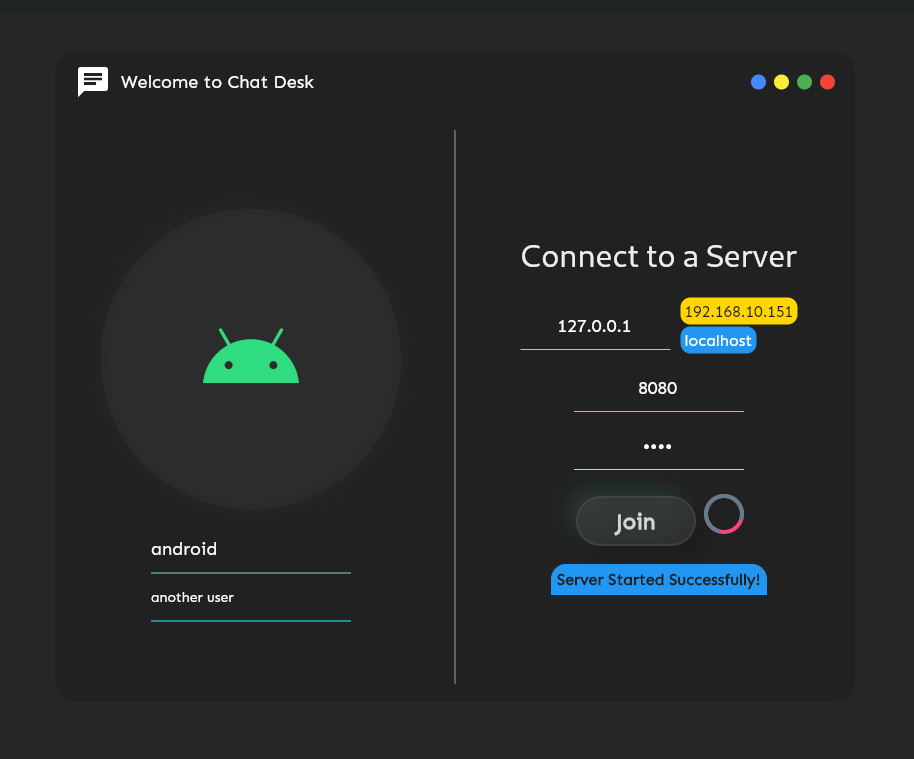 Welcome to Chat Desk
android
another user
Connect to a Server
127.0.0.1
192.168.10.151
localhost
8080
••••
Join
Server Started Successfully!